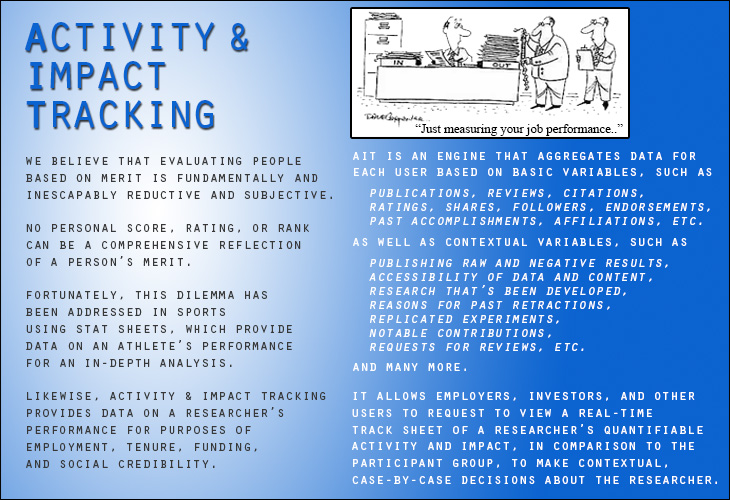 ACTIVITY &
IMPACT
TRACKING
WE BELIEVE THAT EVALUATING PEOPLE
BASED ON MERIT IS FUNDAMENTALLY AND
INESCAPABLY REDUCTIVE AND SUBJECTIVE.
NO PERSONAL SCORE, RATING, OR RANK
CAN BE A COMPREHENSIVE REFLECTION
OF A PERSON'S MERIT.
FORTUNATELY, THIS DILEMMA HAS
BEEN ADDRESSED IN SPORTS
USING STAT SHEETS, WHICH PROVIDE
DATA ON AN ATHLETE'S PERFORMANCE
FOR AN IN-DEPTH ANALYSIS.
LIKEWISE, ACTIVITY & IMPACT TRACKING
PROVIDES DATA ON A RESEARCHER'S
PERFORMANCE FOR PURPOSES OF
EMPLOYMENT, TENURE, FUNDING,
AND SOCIAL CREDIBILITY.
IN OUT
"Just measuring your job performance.."
AIT IS AN ENGINE THAT AGGREGATES DATA FOR
EACH USER BASED ON BASIC VARIABLES, SUCH AS
PUBLICATIONS, REVIEWS, CITATIONS,
RATINGS, SHARES, FOLLOWERS, ENDORSEMENTS,
PAST ACCOMPLISHMENTS, AFFILIATIONS, ETC.
AS WELL AS CONTEXTUAL VARIABLES, SUCH AS
PUBLISHING RAW AND NEGATIVE RESULTS,
ACCESSIBILITY OF DATA AND CONTENT,
RESEARCH THAT'S BEEN DEVELOPED,
REASONS FOR PAST RETRACTIONS,
REPLICATED EXPERIMENTS,
NOTABLE CONTRIBUTIONS,
REQUESTS FOR REVIEWS, ETC.
AND MANY MORE.
IT ALLOWS EMPLOYERS, INVESTORS, AND OTHER
USERS TO REQUEST TO VIEW A REAL-TIME
TRACK SHEET OF A RESEARCHER'S QUANTIFIABLE
ACTIVITY AND IMPACT, IN COMPARISON TO THE
PARTICIPANT GROUP, TO MAKE CONTEXTUAL,
CASE-BY-CASE DECISIONS ABOUT THE RESEARCHER.